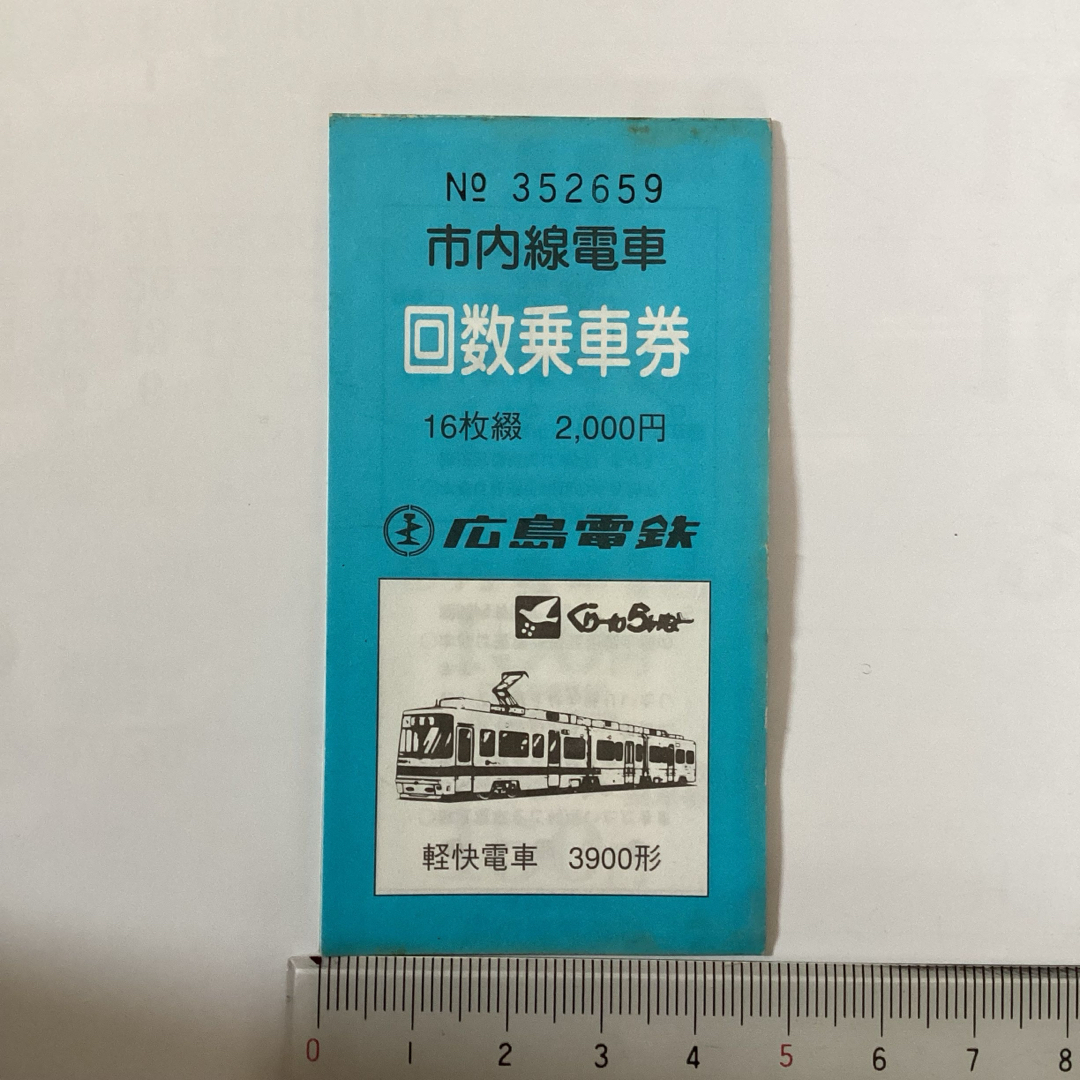 № 352659
市内線電車
回数乗車券
16枚綴 2,000円
広島電鉄
ぐりーんらいなー
軽快電車 3900形
0 1 2 3 4 5 6 7 8